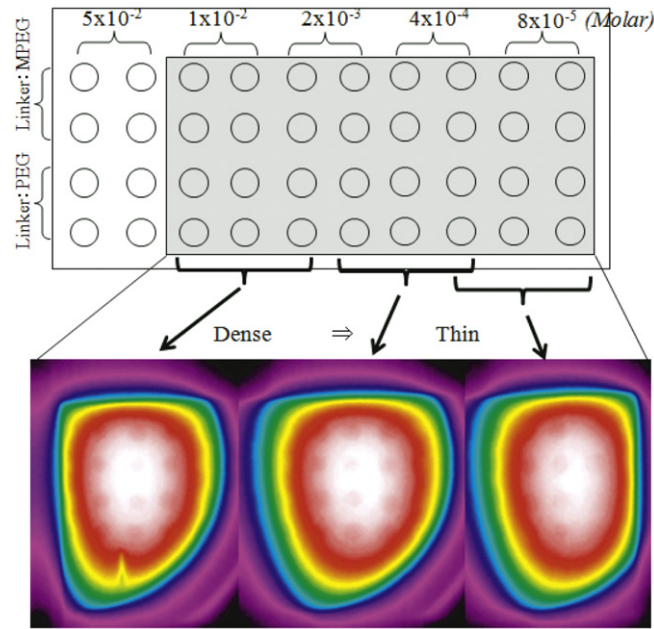 5x10-2 1x10-2 2x10-3 4x10-4 8x10-5 (Molar)
Linker: MPEG
Linker: PEG
Dense ⇒ Thin